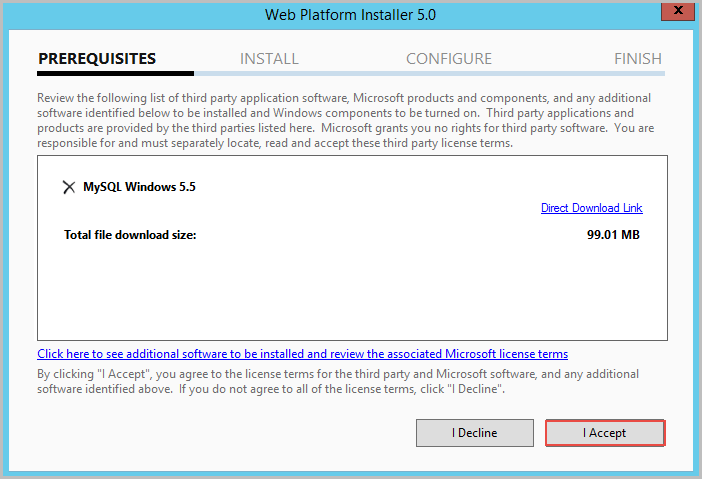 Web Platform Installer 5.0
x
PREREQUISITES INSTALL CONFIGURE FINISH
Review the following list of third party application software, Microsoft products and components, and any additional
software identified below to be installed and Windows components to be turned on. Third party applications and
products are provided by the third parties listed here. Microsoft grants you no rights for third party software. You are
responsible for and must separately locate, read and accept these third party license terms.
MySQL Windows 5.5
Direct Download Link
Total file download size: 99.01 MB
Click here to see additional software to be installed and review the associated Microsoft license terms
By clicking "I Accept", you agree to the license terms for the third party and Microsoft software, and any additional
software identified above. If you do not agree to all of the license terms, click "I Decline".
I Decline I Accept